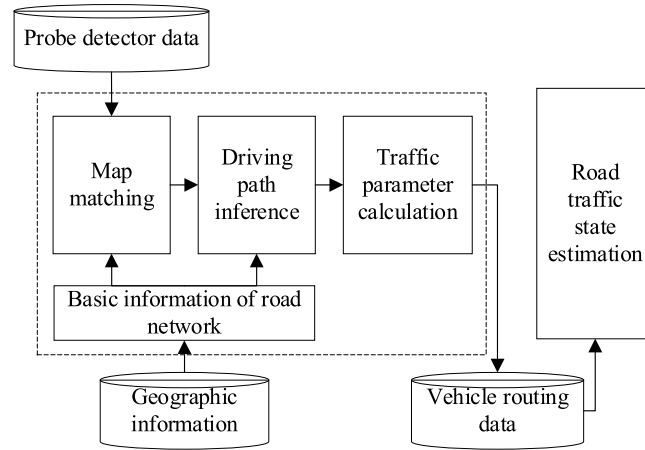 Probe detector data
Map
matching
Driving
path
inference
Traffic
parameter
calculation
Road
traffic
state
estimation
Basic information of road
network
Geographic
information
Vehicle routing
data